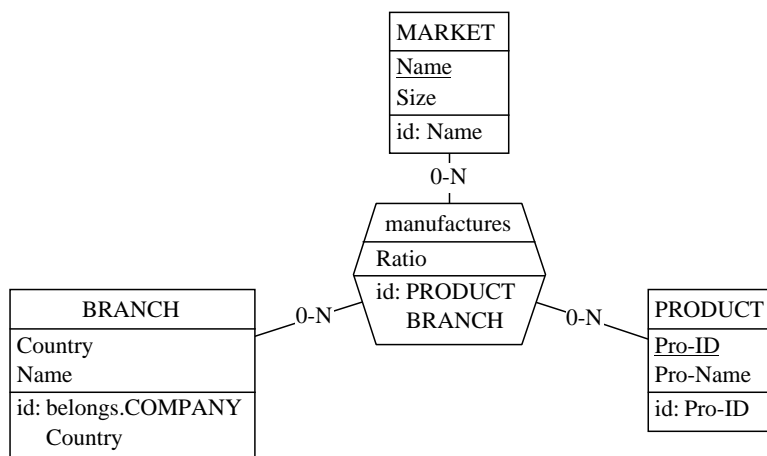 MARKET
Name
Size
id: Name
0-N
manufactures
Ratio
id: PRODUCT
BRANCH
0-N
0-N
BRANCH
Country
Name
id: belongs.COMPANY
Country
PRODUCT
Pro-ID
Pro-Name
id: Pro-ID